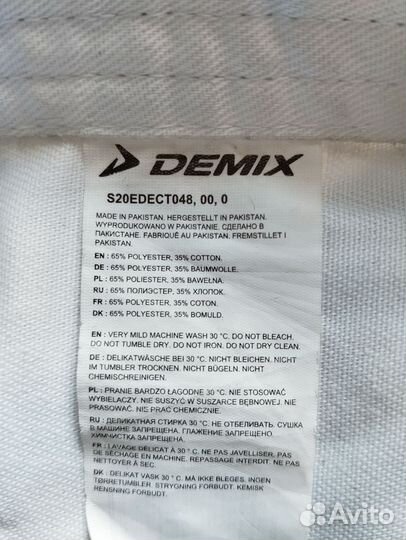 DEMIX
S20EDECT048, 00, 0
MADE IN PAKISTAN. HERGESTELLT IN PAKISTAN.
WYPRODUKOWANO W PAKISTANIE. СДЕЛАНО В
ПАКИСТАНЕ. FABRIQUÉ AU PAKISTAN. FREMSTILLET I
PAKISTAN.
EN : 65% POLYESTER, 35% COTTON.
DE : 65% POLYESTER, 35% BAUMWOLLE.
PL : 65% POLIESTER, 35% BAWEŁNA.
RU : 65% ПОЛИЭСТЕР, 35% ХЛОПОК.
FR : 65% POLYESTER, 35% COTON.
DK : 65% POLYESTER, 35% BOMULD.
EN : VERY MILD MACHINE WASH 30 °C. DO NOT BLEACH.
DO NOT TUMBLE DRY. DO NOT IRON. DO NOT DRY CLEAN.
DE : DELIKATWÄSCHE BEI 30 °C. NICHT BLEICHEN. NICHT
IM TUMBLER TROCKNEN. NICHT BÜGELN. NICHT
CHEMISCHREINIGEN.
PL : PRANIE BARDZO ŁAGODNE 30 °C. NIE STOSOWAĆ
WYBIELACZY. NIE SUSZYĆ W SUSZARCE BĘBNOWEJ. NIE
PRASOWAĆ. NIE PRAĆ CHEMICZNIE.
RU : ДЕЛИКАТНАЯ СТИРКА 30 °C. НЕ ОТБЕЛИВАТЬ. СУШКА
В МАШИНЕ ЗАПРЕЩЕНА. ГЛАЖЕНИЕ ЗАПРЕЩЕНО.
ХИМЧИСТКА ЗАПРЕЩЕНА.
FR : LAVAGE DÉLICAT À 30 °C. NE PAS JAVELLISER. PAS
DE SÉCHAGE EN MACHINE. REPASSAGE INTERDIT. NE PAS
NETTOYER À SEC.
DK : DELIKAT VASK 30 °C. MÅ IKKE BLEGES. INGEN
TØRRETUMBLER. STRYGNING FORBUDT. KEMISK
RENSNING FORBUDT.
Avito